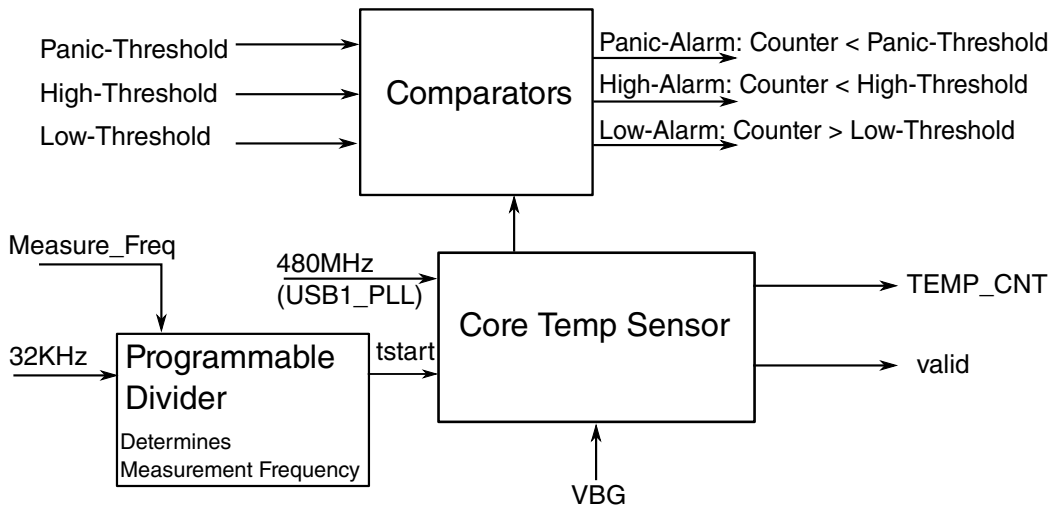 Panic-Threshold
High-Threshold
Low-Threshold
Comparators
Panic-Alarm: Counter < Panic-Threshold
High-Alarm: Counter < High-Threshold
Low-Alarm: Counter > Low-Threshold
Measure_Freq
32KHz
Programmable
Divider
Determines
Measurement Frequency
tstart
480MHz
(USB1_PLL)
Core Temp Sensor
TEMP_CNT
valid
VBG